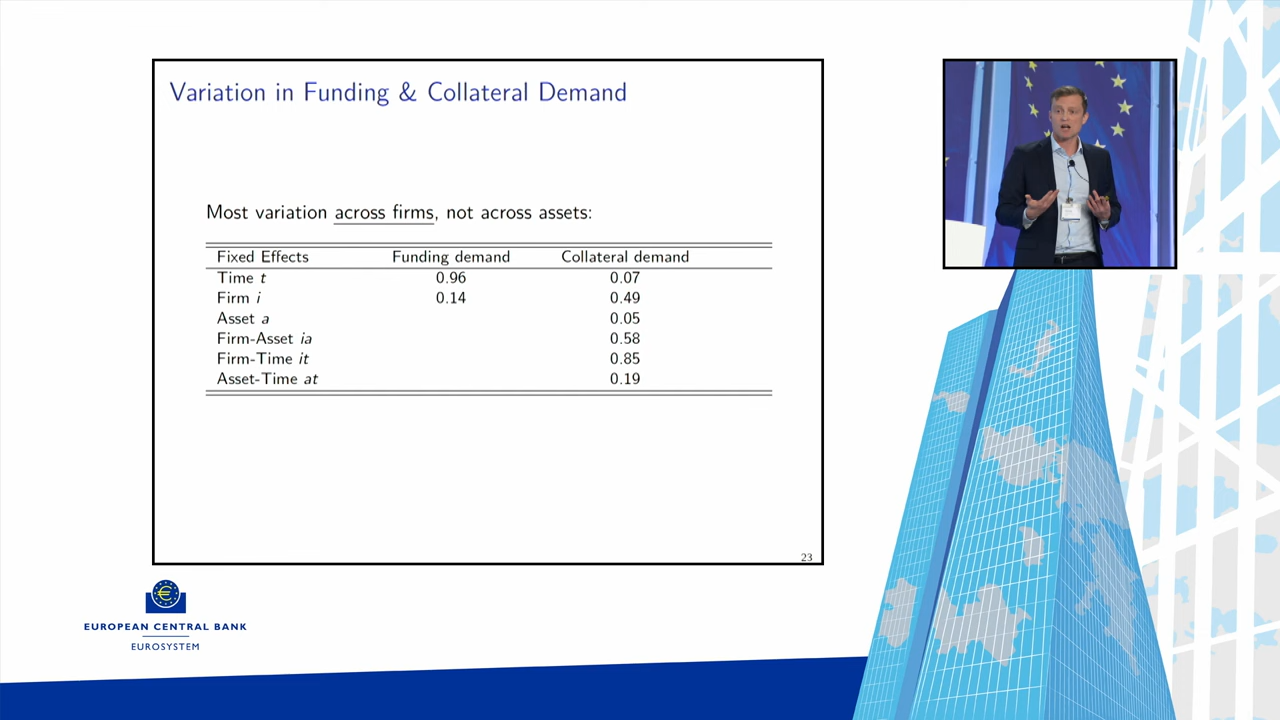 Variation in Funding & Collateral Demand
Most variation across firms, not across assets:
Fixed Effects Funding demand Collateral demand
Time t 0.96 0.07
Firm i 0.14 0.49
Asset a 0.05
Firm-Asset ia 0.58
Firm-Time it 0.85
Asset-Time at 0.19
23
EUROPEAN CENTRAL BANK
EUROSYSTEM